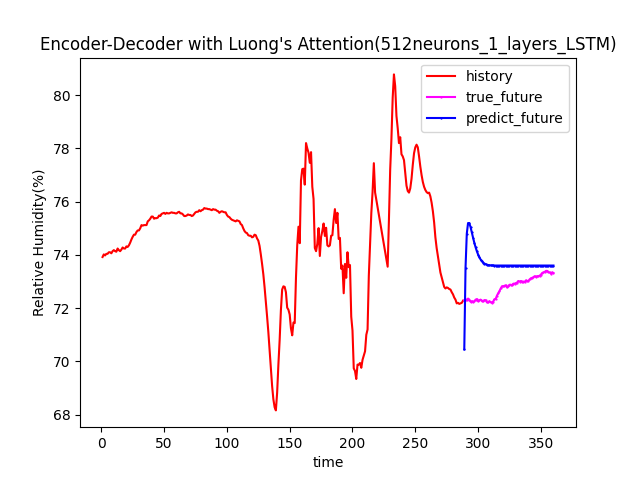 Encoder-Decoder with Luong's Attention(512neurons_1_layers_LSTM)
history
true_future
predict_future
Relative Humidity(%)
80
78
76
74
72
70
68
0 50 100 150 200 250 300 350
time